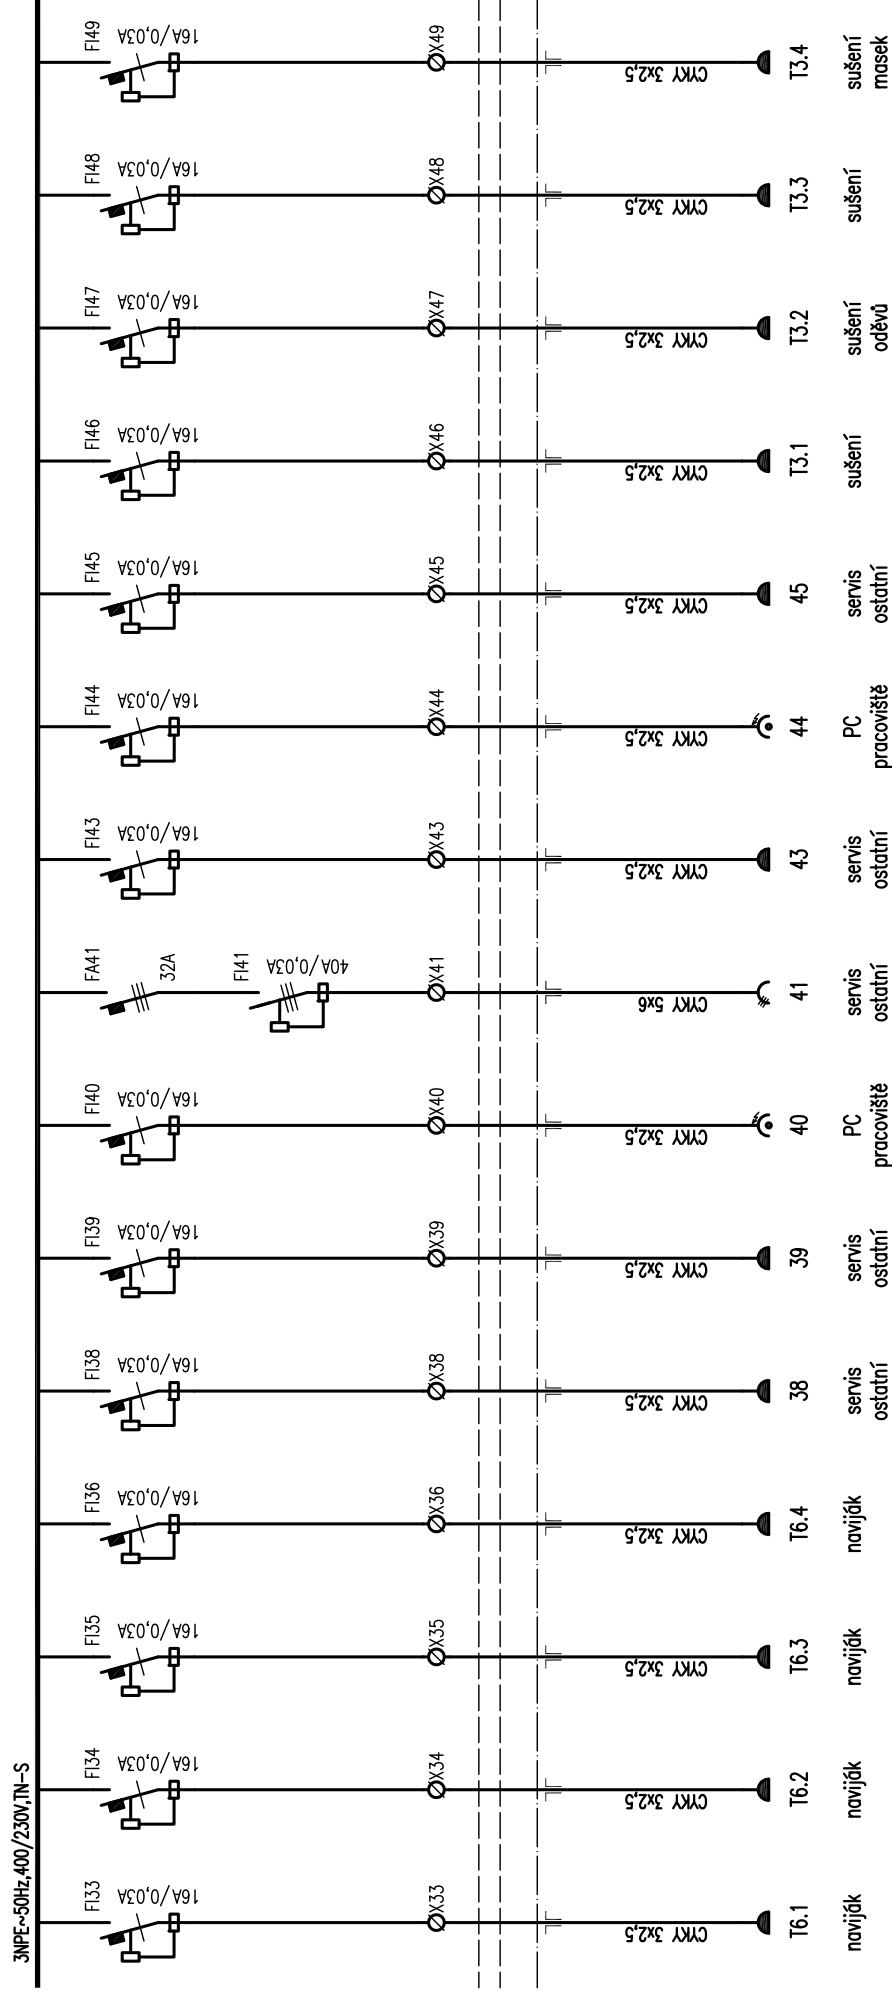 3NPE~50Hz,400/230V,TN-S
FI33
16A/0,03A
X33
CYKY 3x2,5
T6.1
naviják
FI34
16A/0,03A
X34
CYKY 3x2,5
T6.2
naviják
FI35
16A/0,03A
X35
CYKY 3x2,5
T6.3
naviják
FI36
16A/0,03A
X36
CYKY 3x2,5
T6.4
naviják
FI38
16A/0,03A
X38
CYKY 3x2,5
38
servis
ostatní
FI39
16A/0,03A
X39
CYKY 3x2,5
39
servis
ostatní
FI40
16A/0,03A
X40
CYKY 3x2,5
40
PC
pracoviště
FA41
32A
FI41
40A/0,03A
X41
CYKY 5x6
41
servis
ostatní
FI43
16A/0,03A
X43
CYKY 3x2,5
43
servis
ostatní
FI44
16A/0,03A
X44
CYKY 3x2,5
44
PC
pracoviště
FI45
16A/0,03A
X45
CYKY 3x2,5
45
servis
ostatní
FI46
16A/0,03A
X46
CYKY 3x2,5
T3.1
sušení
FI47
16A/0,03A
X47
CYKY 3x2,5
T3.2
sušení
oděvů
FI48
16A/0,03A
X48
CYKY 3x2,5
T3.3
sušení
FI49
16A/0,03A
X49
CYKY 3x2,5
T3.4
sušení
masek